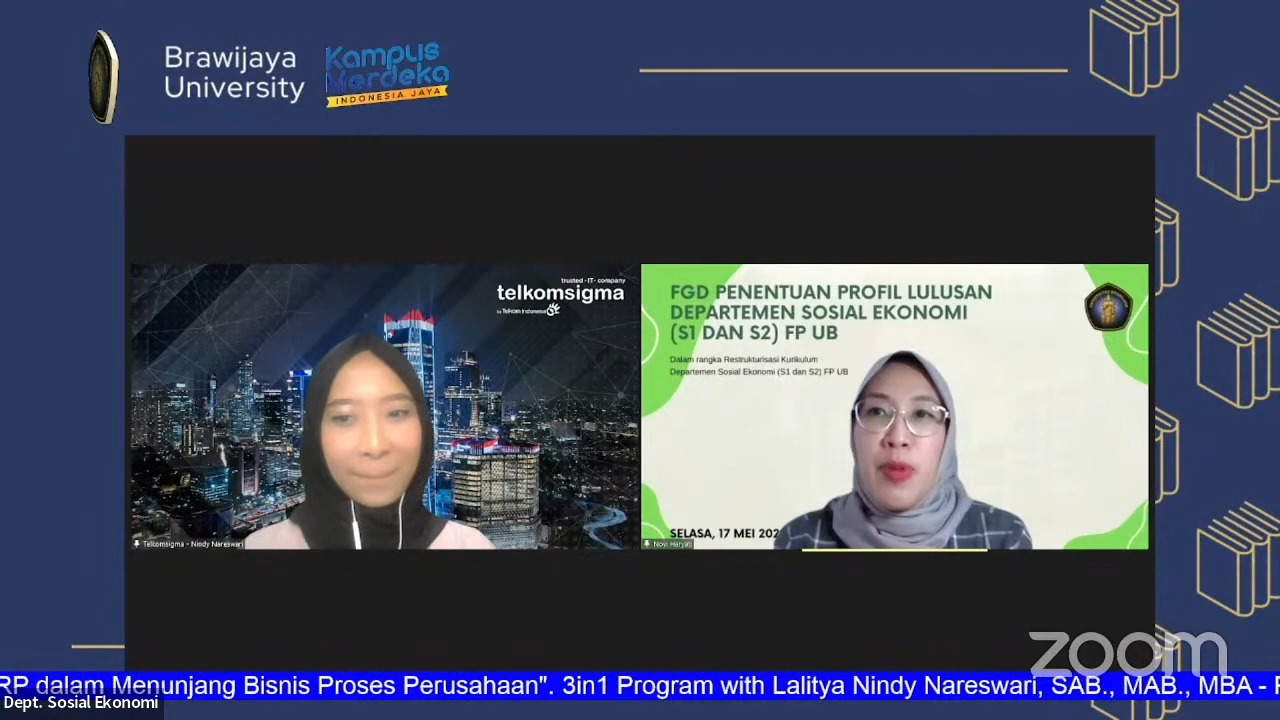 Brawijaya
University
Kampus
Merdeka
INDONESIA JAYA
trusted - IT - company
telkomsigma
by Telkom Indonesia
Telkomsigma - Nindy Nareswari
FGD PENENTUAN PROFIL LULUSAN
DEPARTEMEN SOSIAL EKONOMI
(S1 DAN S2) FP UB
Dalam rangka Restrukturisasi Kurikulum
Departemen Sosial Ekonomi (S1 dan S2) FP UB
SELASA, 17 MEI 202
Novi Haryati
zoom
RP dalam Menunjang Bisnis Proses Perusahaan". 3in1 Program with Lalitya Nindy Nareswari, SAB., MAB., MBA -
Dept. Sosial Ekonomi